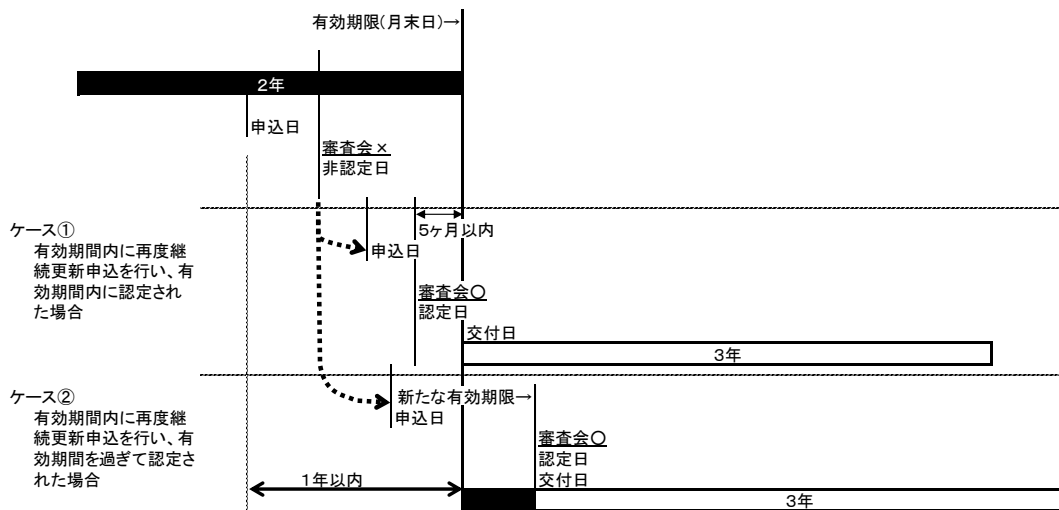 有効期限(月末日)→
2年
申込日
審査会×
非認定日
ケース①
有効期間内に再度継
続更新申込を行い、有
効期間内に認定され
た場合
5ヶ月以内
申込日
審査会〇
認定日
交付日
3年
ケース②
有効期間内に再度継
続更新申込を行い、有
効期間を過ぎて認定さ
れた場合
新たな有効期限→
申込日
審査会〇
認定日
交付日
1年以内
3年